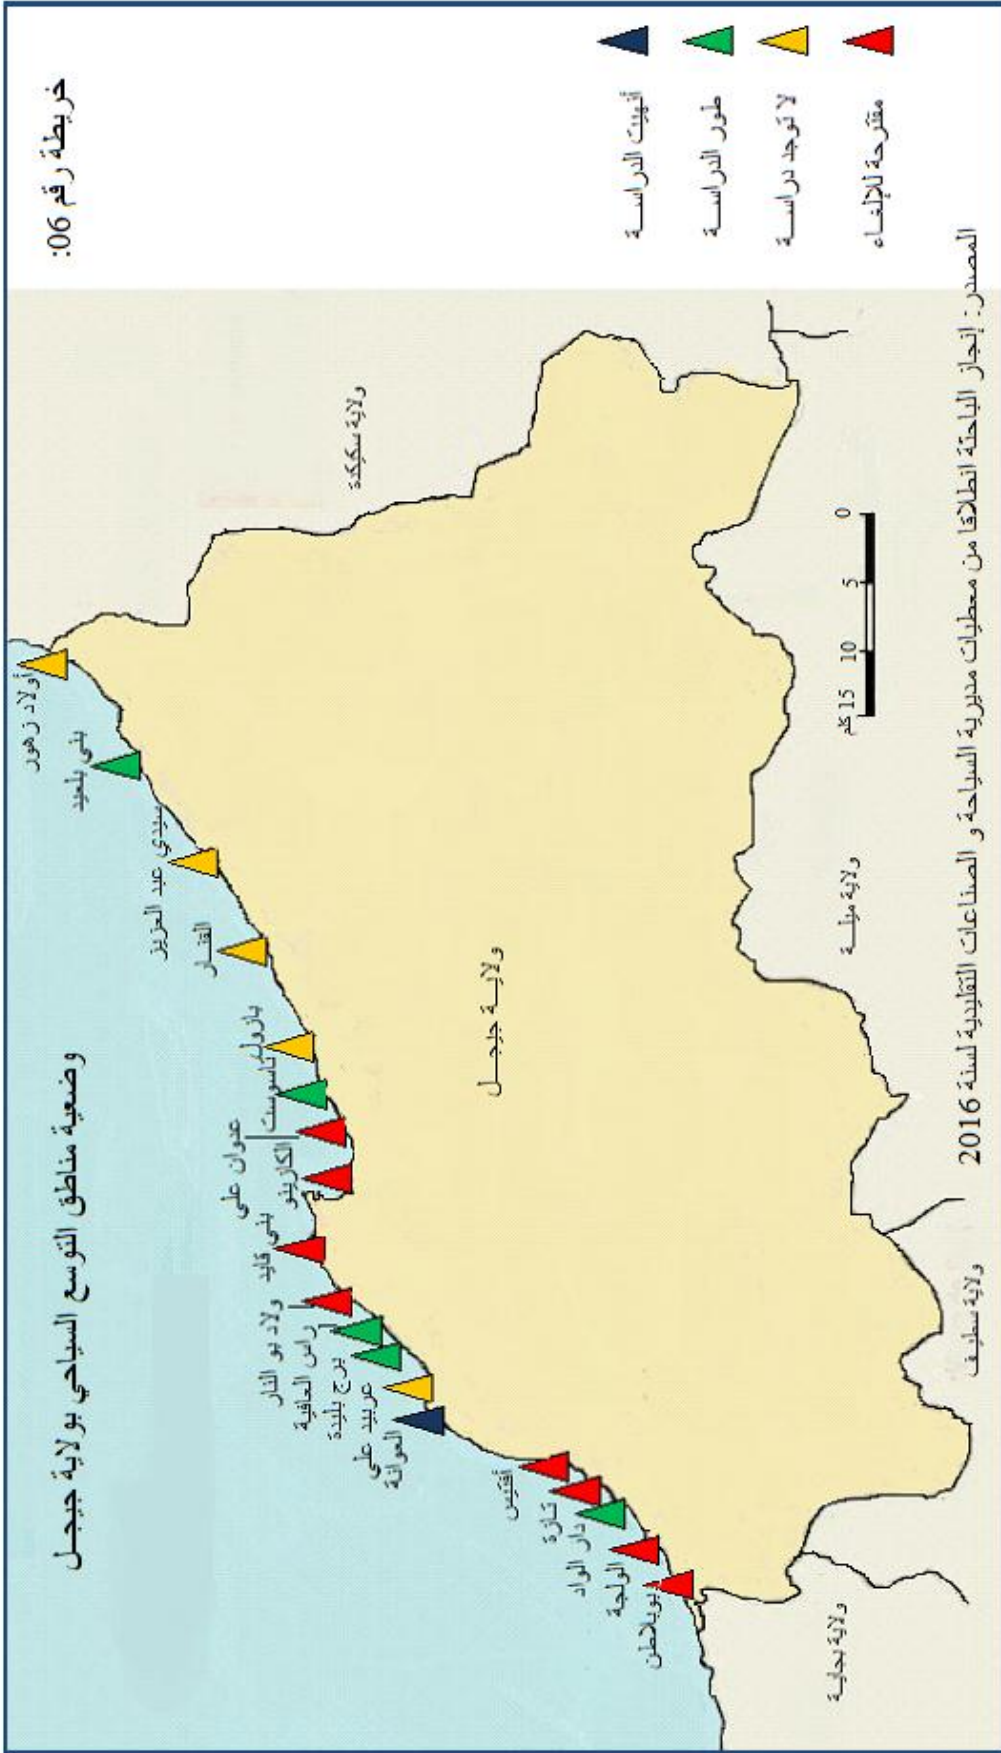 خريطة رقم 06:
وضعية مناطق التوسع السياحي بولاية جيجل
أولاد زهور
بني بلعيد
سيدي عبد العزيز
القنار
بازول
تاسوست
عدوان علي
الكازينو
بني قايد
ولاد بو النار
راس العافية
برج بليدة
عربيد علي
العوانة
أفتيس
تازة
دار الواد
الولجة
بوبلاطن
ولاية سكيكدة
ولاية جيجل
ولاية ميلة
ولاية سطيف
ولاية بجاية
0 5 10 15 كلم
أنهيت الدراسة
طور الدراسة
لا توجد دراسة
مقترحة للإلغاء
المصدر: إنجاز الباحثة انطلاقا من معطيات مديرية السياحة و الصناعات التقليدية لسنة 2016